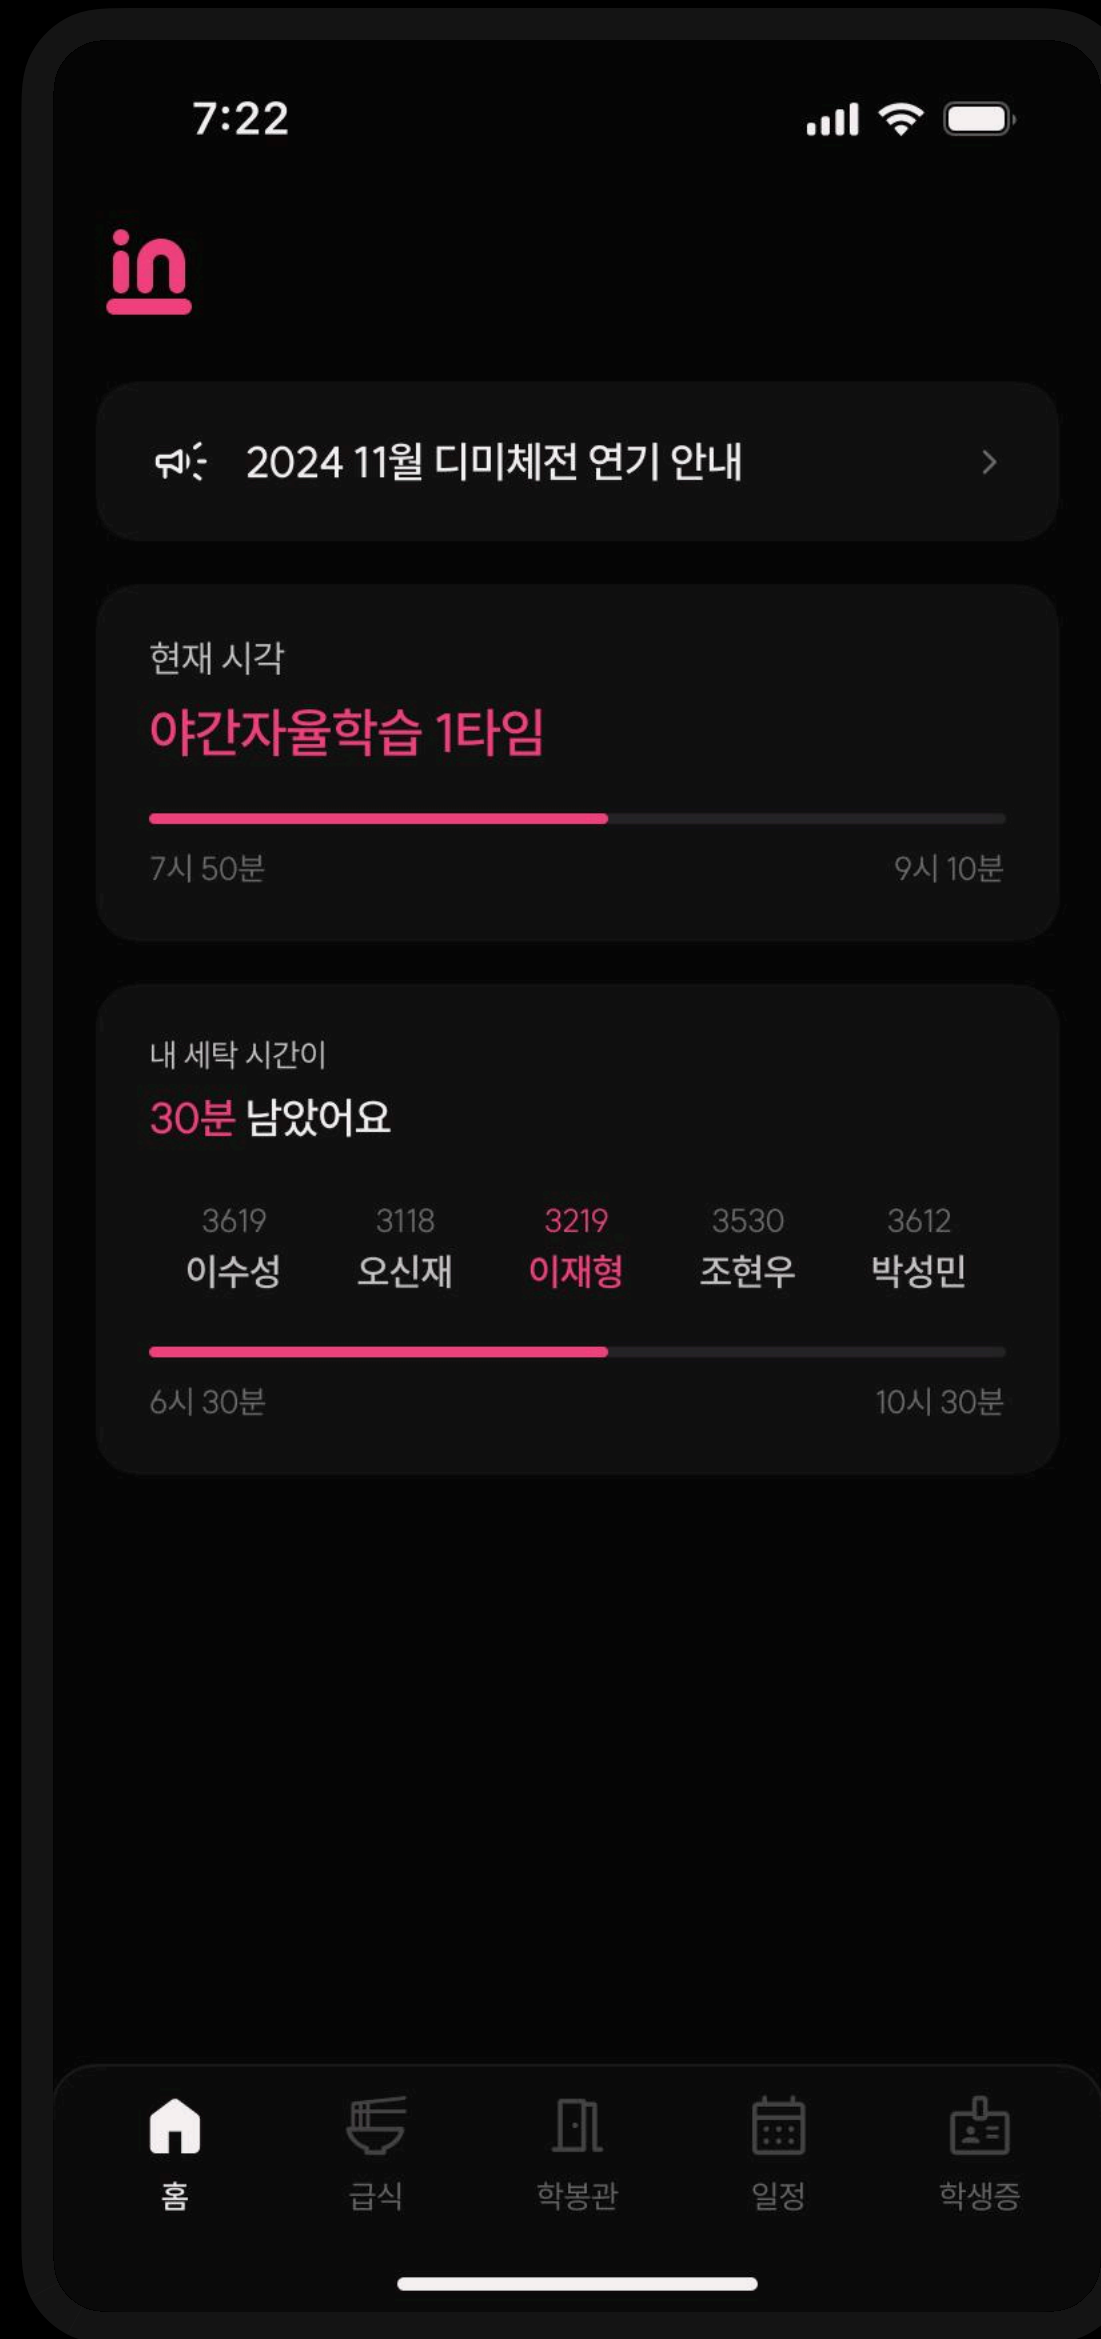 7:22
in
2024 11월 디미체전 연기 안내
현재 시각
야간자율학습 1타임
7시 50분 9시 10분
내 세탁 시간이
30분 남았어요
3619 3118 3219 3530 3612
이수성 오신재 이재형 조현우 박성민
6시 30분 10시 30분
홈 급식 학봉관 일정 학생증